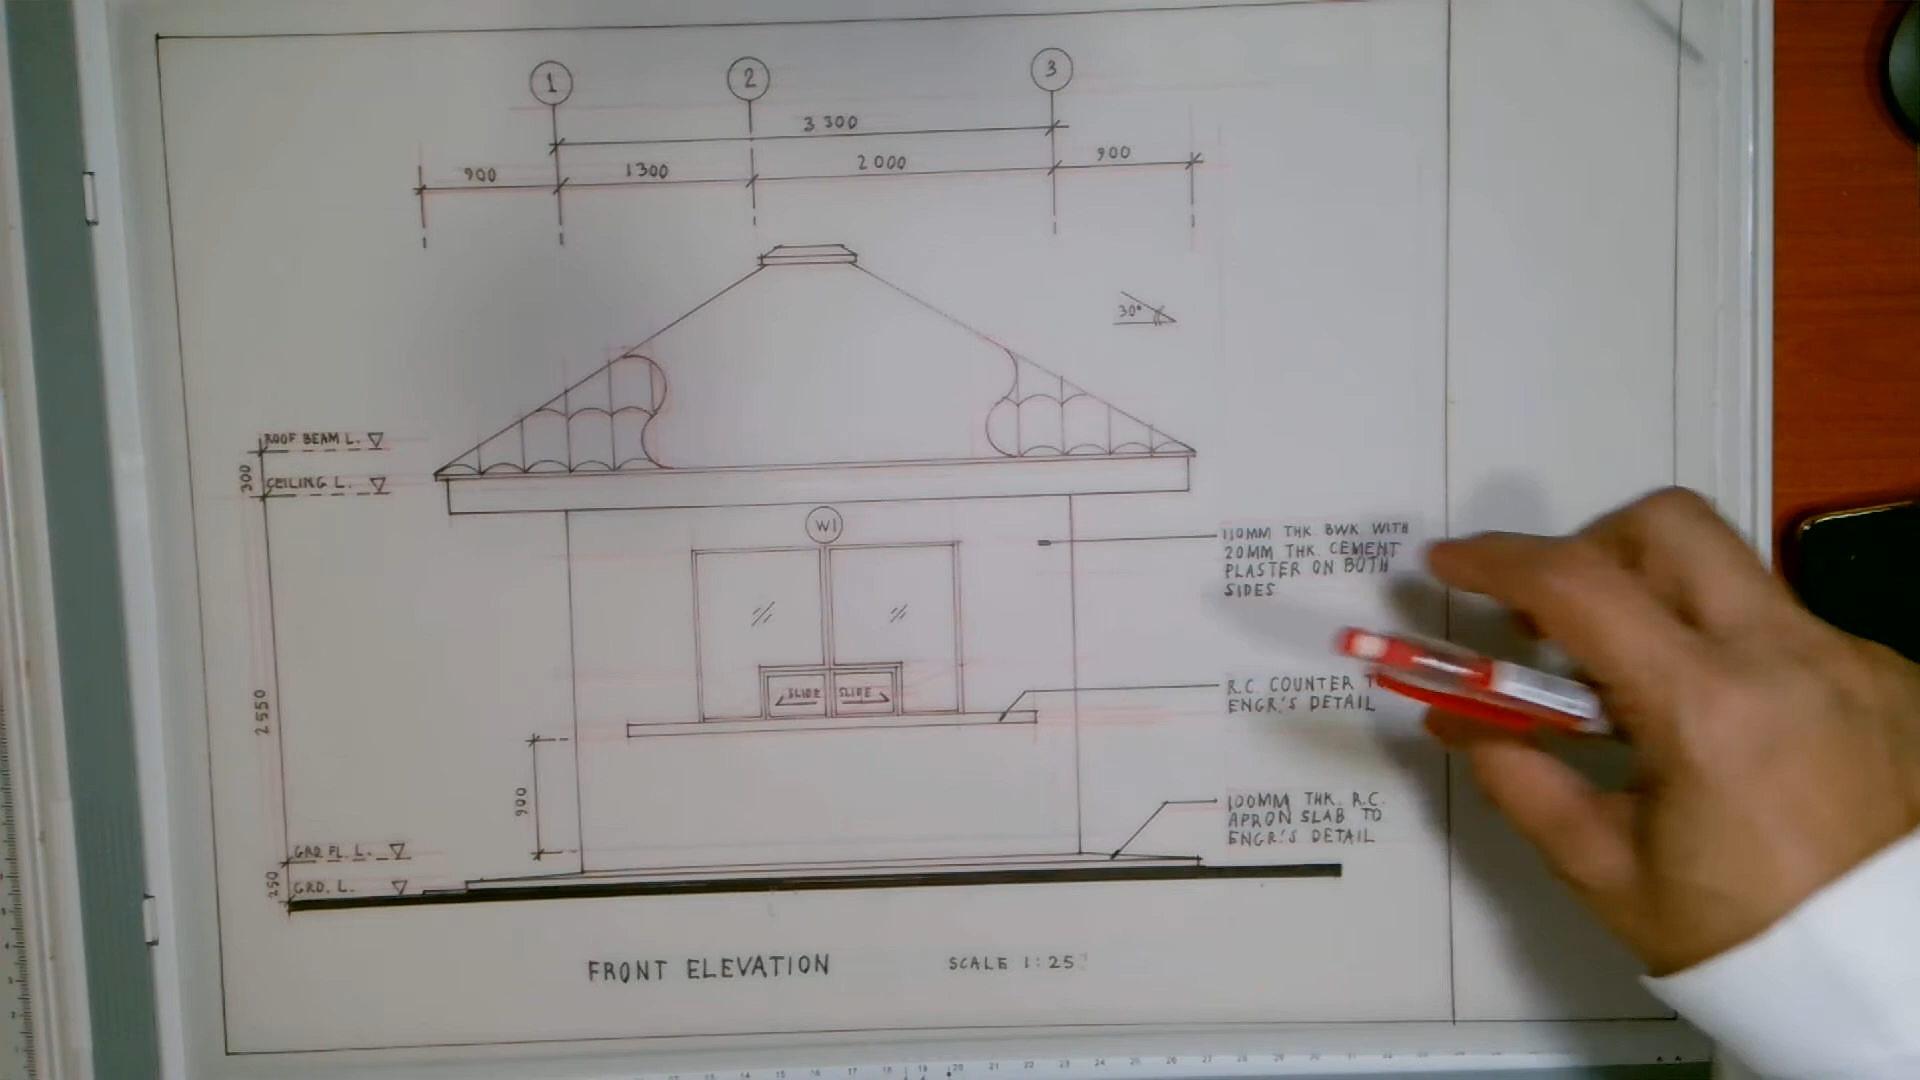 1
2
3
3 300
900
1300
2 000
900
30°
ROOF BEAM L.
300
CEILING L.
W1
110MM THK. BWK. WITH
20MM THK. CEMENT
PLASTER ON BOTH
SIDES
2 550
SLIDE SLIDE
R.C. COUNTER
ENGR.'S DETAIL
900
100MM THK. R.C.
APRON SLAB TO
ENGR.'S DETAIL
GRD FL. L.
250
GRD. L.
FRONT ELEVATION
SCALE 1:25